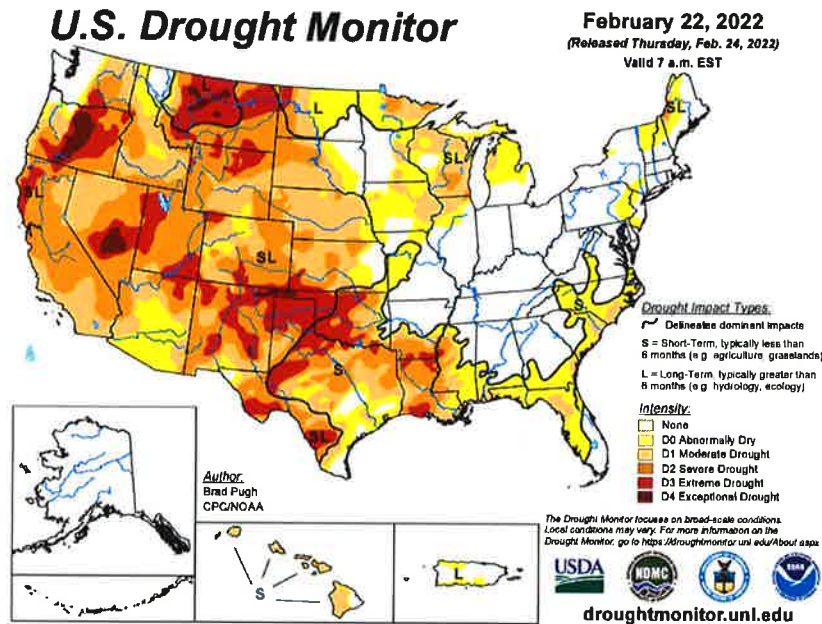 U.S. Drought Monitor
February 22, 2022
(Released Thursday, Feb. 24, 2022)
Valid 7 a.m. EST
L
L
SL
SL
SL
SL
S
S
SL
Drought Impact Types:
Delineates dominant impacts
S = Short-Term, typically less than
6 months (e.g. agriculture, grasslands)
L = Long-Term, typically greater than
6 months (e.g. hydrology, ecology)
Intensity:
None
D0 Abnormally Dry
D1 Moderate Drought
D2 Severe Drought
D3 Extreme Drought
D4 Exceptional Drought
Author:
Brad Pugh
CPC/NOAA
S
L
The Drought Monitor focuses on broad-scale conditions.
Local conditions may vary. For more information on the
Drought Monitor, go to https://droughtmonitor.unl.edu/About.aspx
USDA
NDMC
NOAA
droughtmonitor.unl.edu